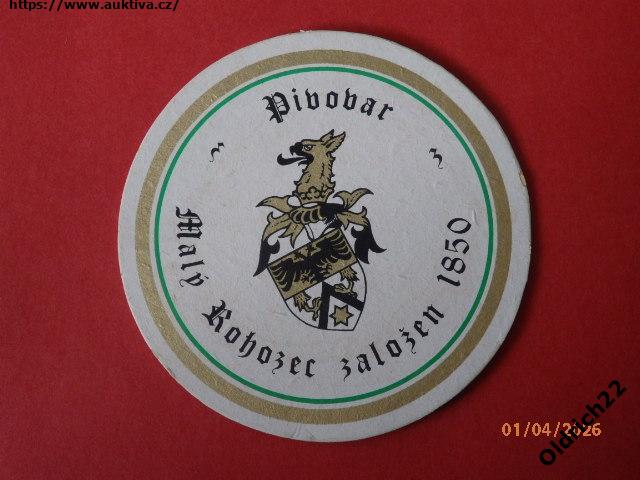 https://www.auktiva.cz/
Pivovar
Malý Rohozec založen 1850
01/04/2026
Oldrich22